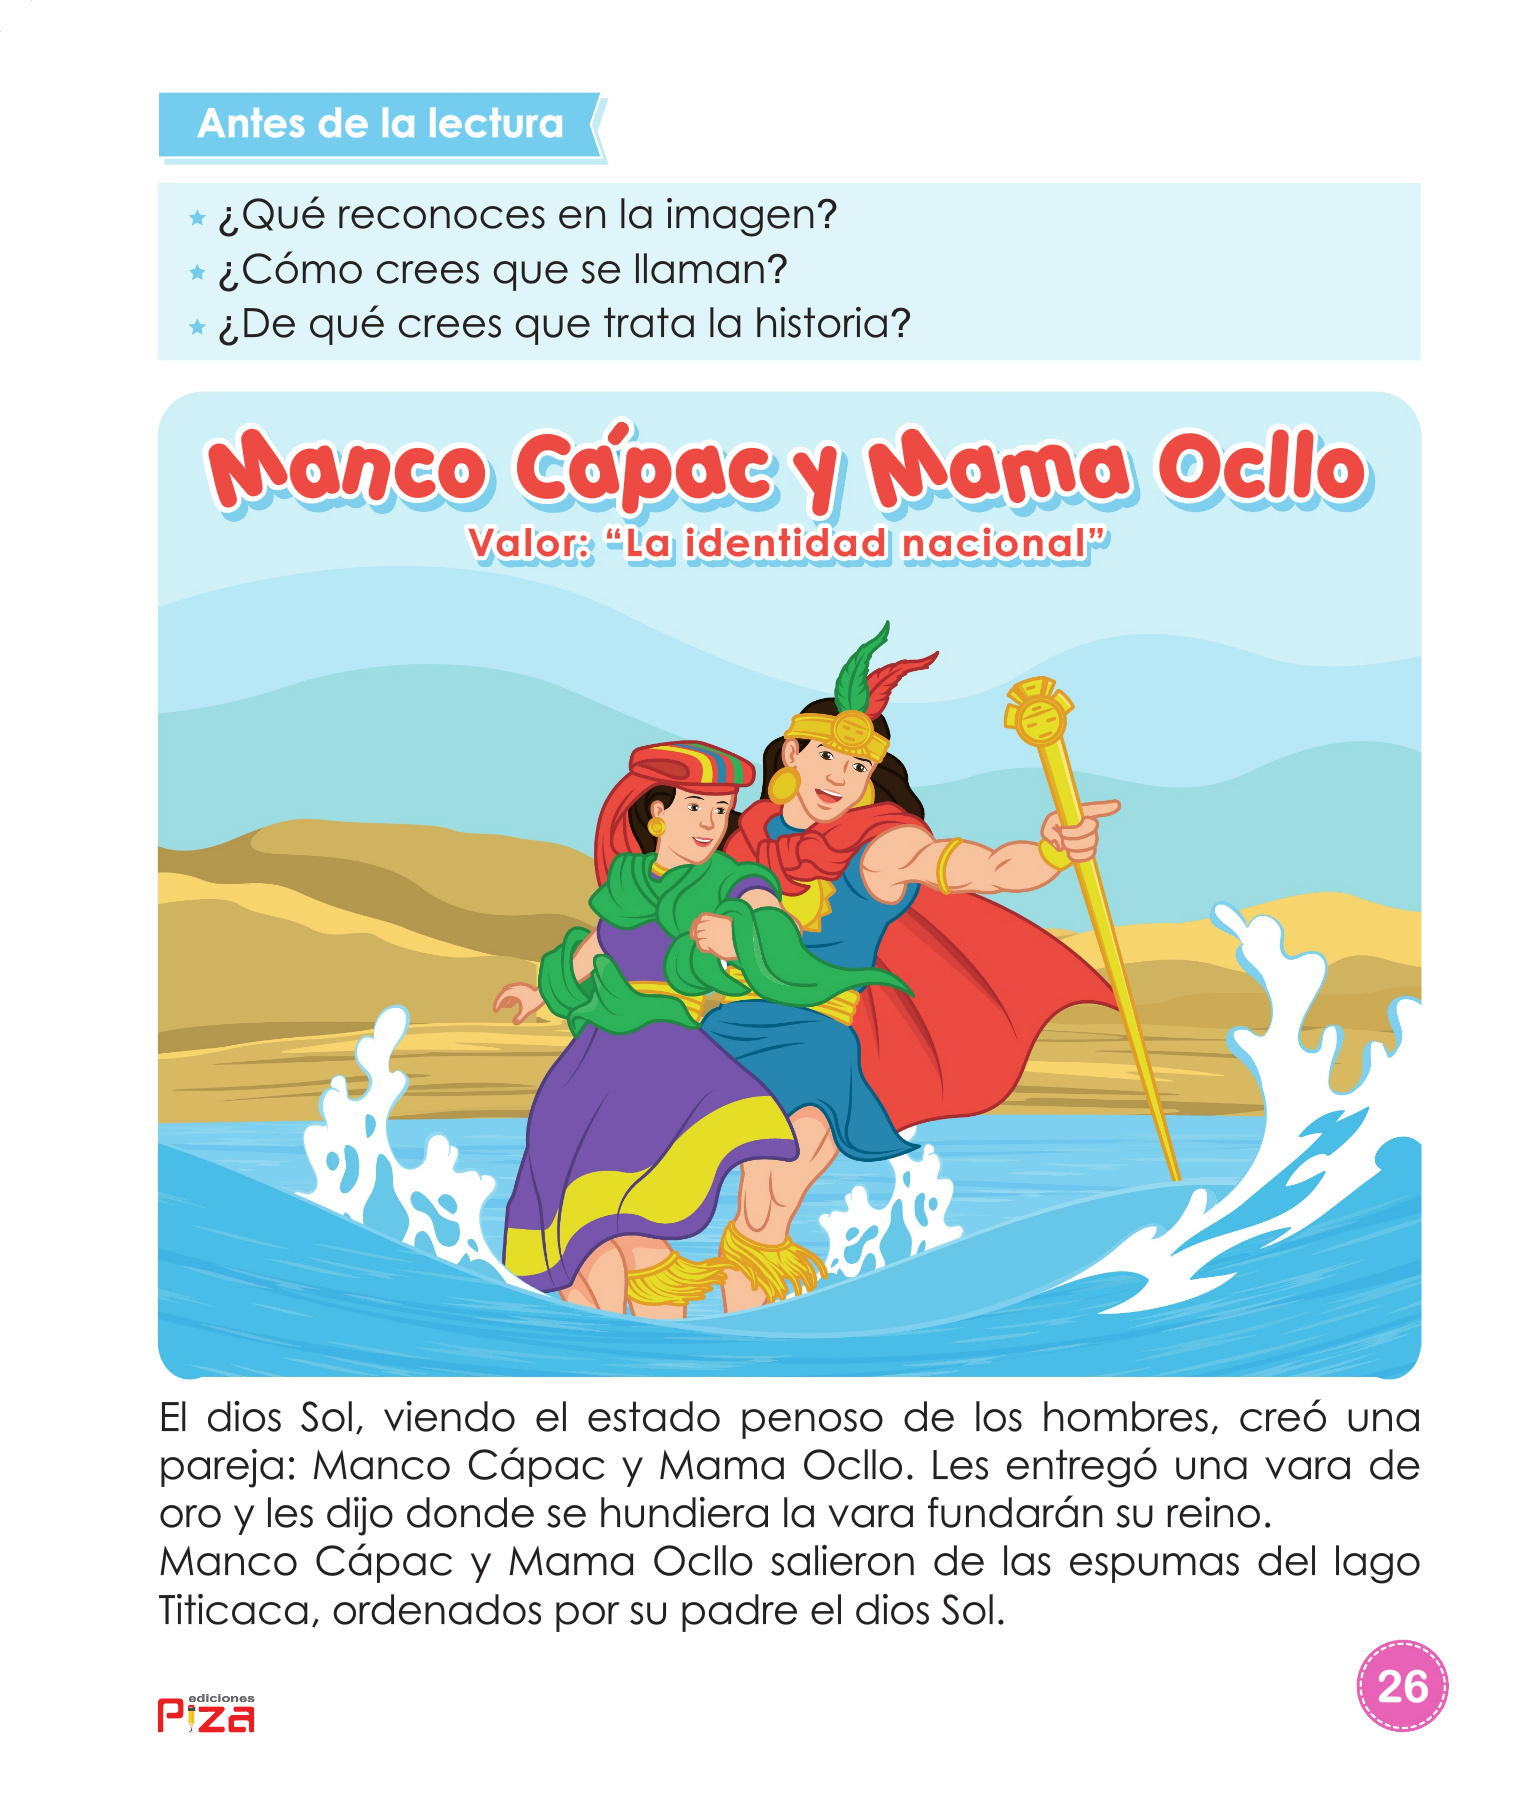 Antes de la lectura
¿Qué reconoces en la imagen?
¿Cómo crees que se llaman?
¿De qué crees que trata la historia?
Manco Cápac y Mama Ocllo
Valor: “La identidad nacional”
El dios Sol, viendo el estado penoso de los hombres, creó una
pareja: Manco Cápac y Mama Ocllo. Les entregó una vara de
oro y les dijo donde se hundiera la vara fundarán su reino.
Manco Cápac y Mama Ocllo salieron de las espumas del lago
Titicaca, ordenados por su padre el dios Sol.
ediciones
Piza
26